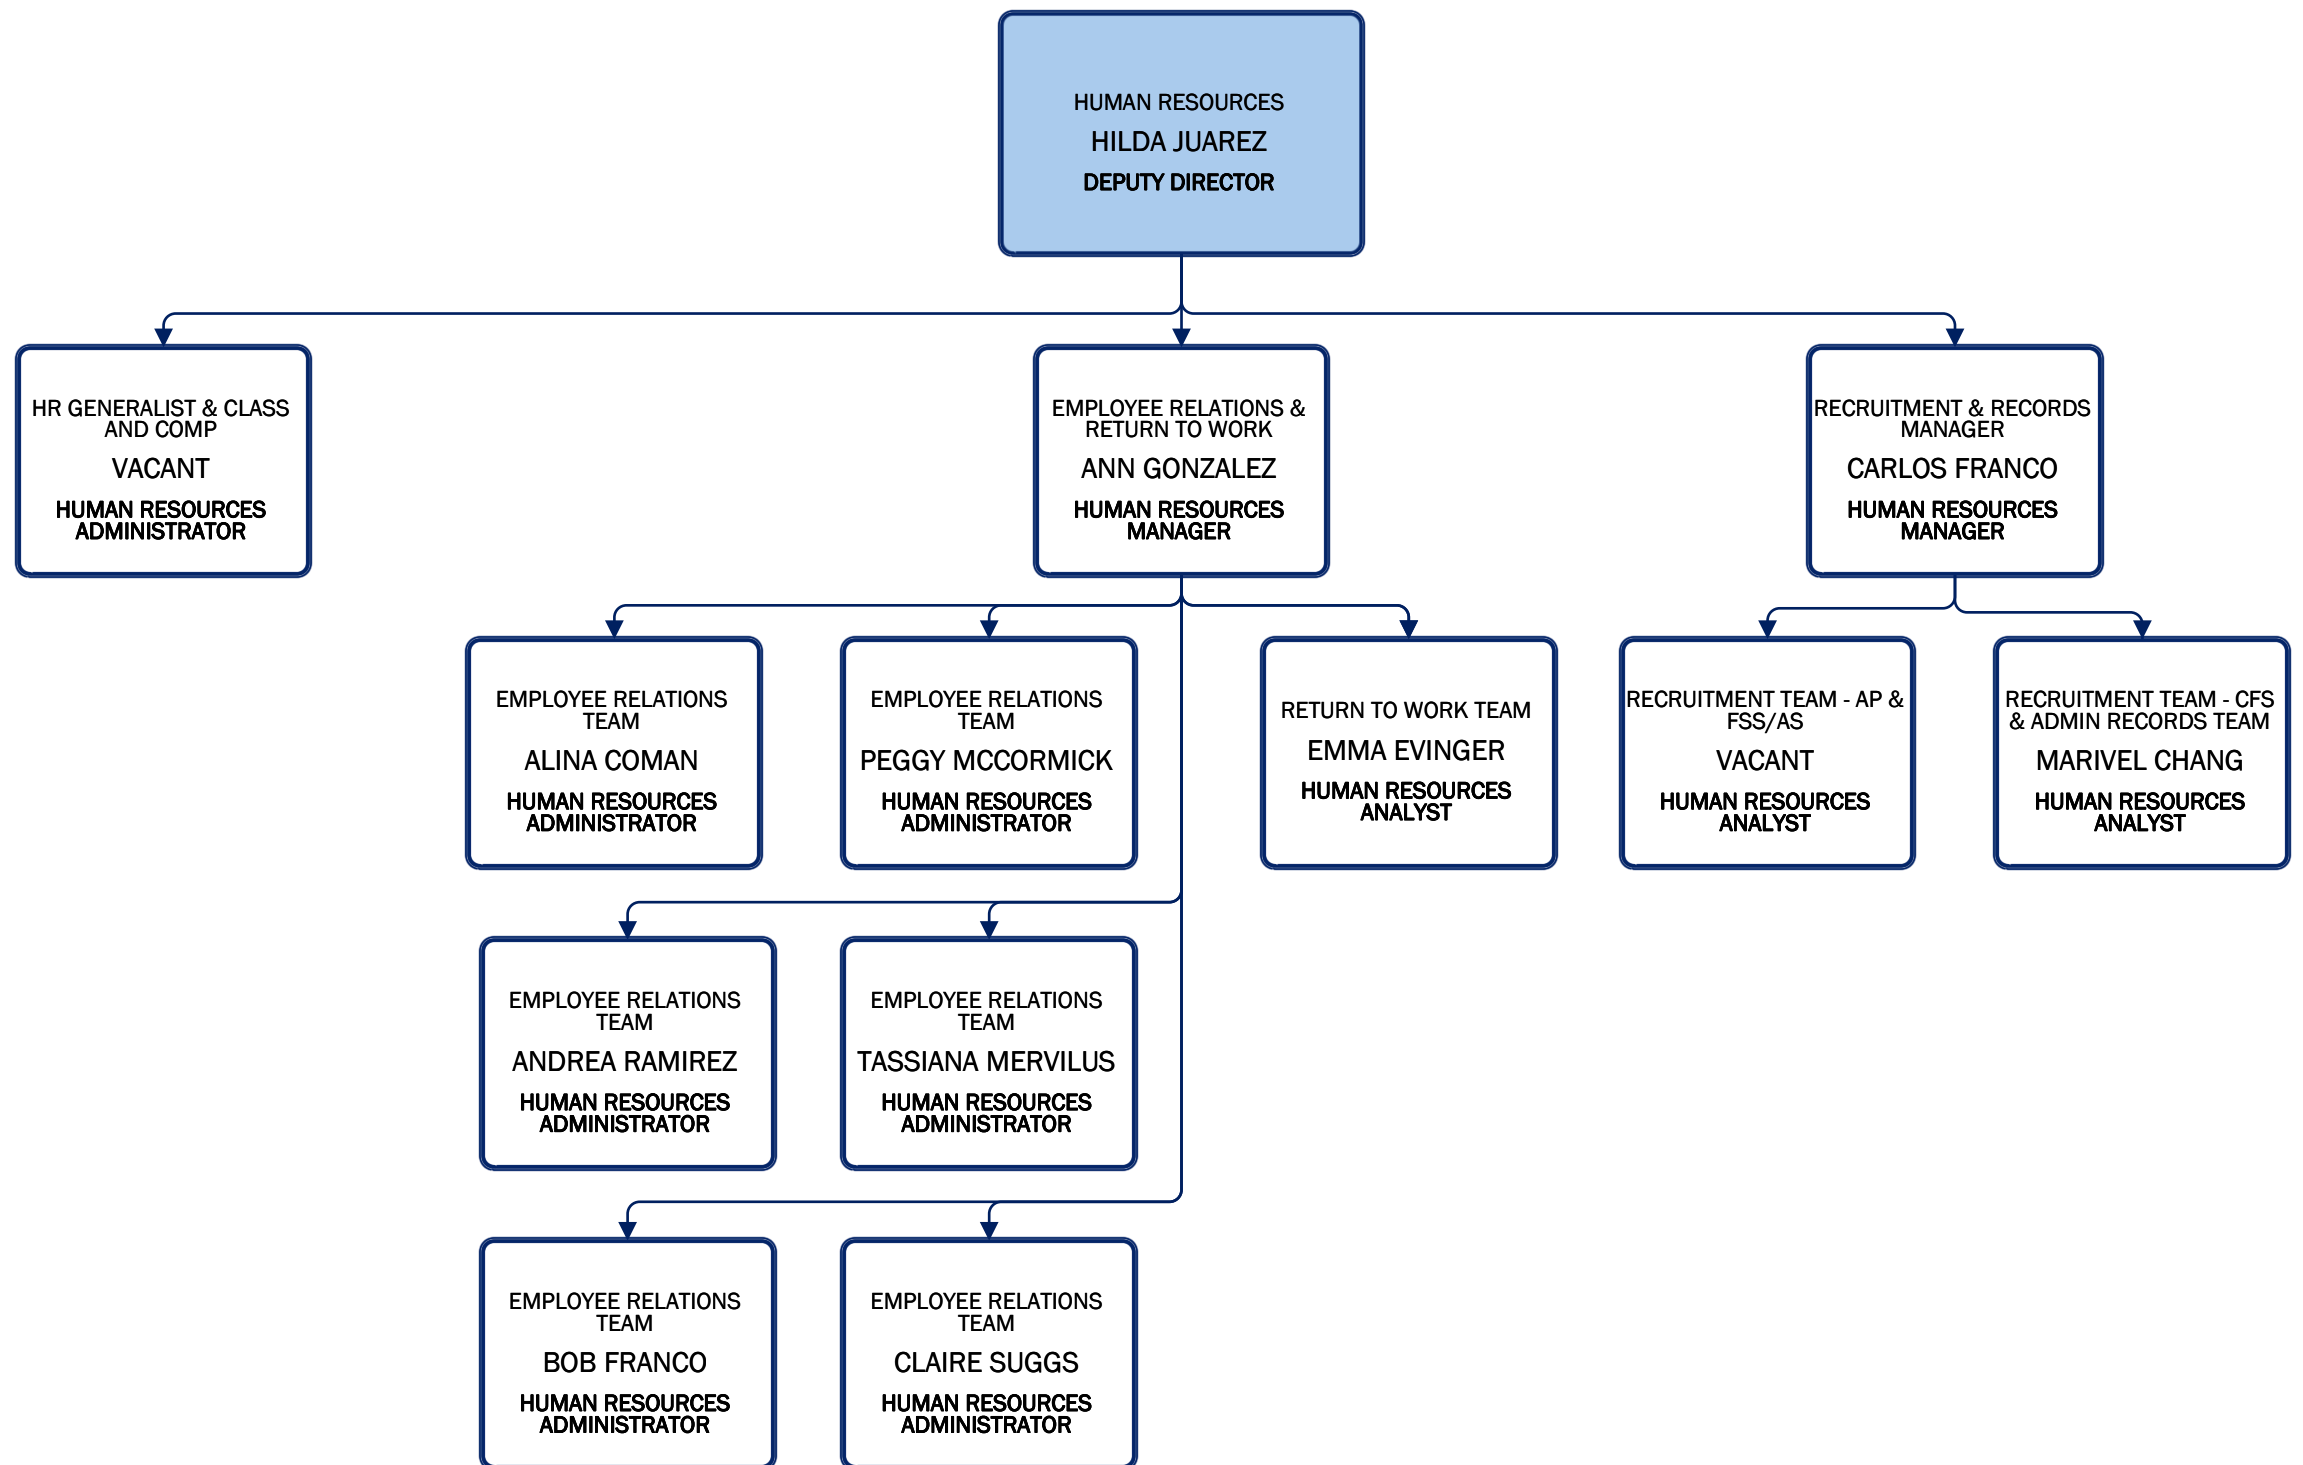 HUMAN RESOURCES
HILDA JUAREZ
DEPUTY DIRECTOR
HR GENERALIST & CLASS
AND COMP
VACANT
HUMAN RESOURCES
ADMINISTRATOR
EMPLOYEE RELATIONS &
RETURN TO WORK
ANN GONZALEZ
HUMAN RESOURCES
MANAGER
RECRUITMENT & RECORDS
MANAGER
CARLOS FRANCO
HUMAN RESOURCES
MANAGER
EMPLOYEE RELATIONS
TEAM
ALINA COMAN
HUMAN RESOURCES
ADMINISTRATOR
EMPLOYEE RELATIONS
TEAM
PEGGY MCCORMICK
HUMAN RESOURCES
ADMINISTRATOR
RETURN TO WORK TEAM
EMMA EVINGER
HUMAN RESOURCES
ANALYST
RECRUITMENT TEAM - AP &
FSS/AS
VACANT
HUMAN RESOURCES
ANALYST
RECRUITMENT TEAM - CFS
& ADMIN RECORDS TEAM
MARIVEL CHANG
HUMAN RESOURCES
ANALYST
EMPLOYEE RELATIONS
TEAM
ANDREA RAMIREZ
HUMAN RESOURCES
ADMINISTRATOR
EMPLOYEE RELATIONS
TEAM
TASSIANA MERVILUS
HUMAN RESOURCES
ADMINISTRATOR
EMPLOYEE RELATIONS
TEAM
BOB FRANCO
HUMAN RESOURCES
ADMINISTRATOR
EMPLOYEE RELATIONS
TEAM
CLAIRE SUGGS
HUMAN RESOURCES
ADMINISTRATOR